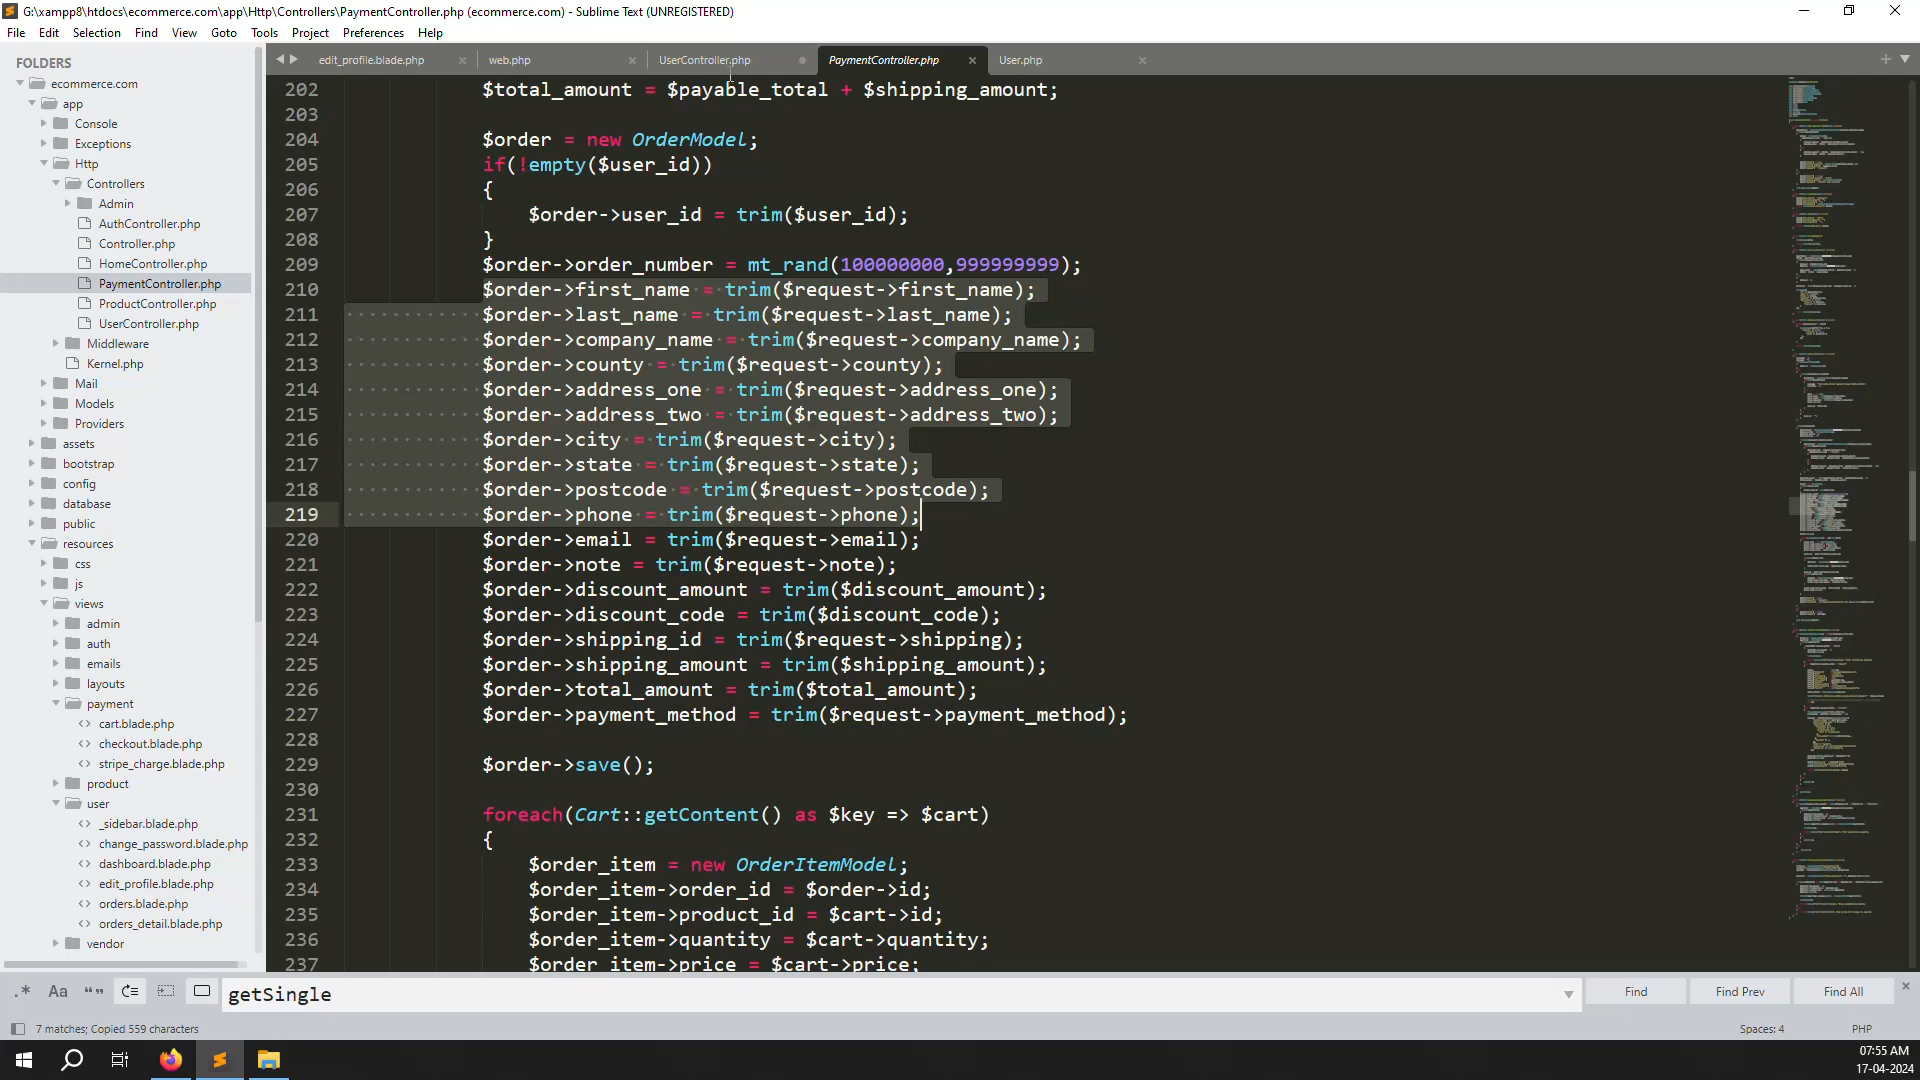 G:\xampp8\htdocs\ecommerce.com\app\Http\Controllers\PaymentController.php (ecommerce.com) - Sublime Text (UNREGISTERED)
File Edit Selection Find View Goto Tools Project Preferences Help
FOLDERS
ecommerce.com
app
Console
Exceptions
Http
Controllers
Admin
AuthController.php
Controller.php
HomeController.php
PaymentController.php
ProductController.php
UserController.php
Middleware
Kernel.php
Mail
Models
Providers
assets
bootstrap
config
database
public
resources
css
js
views
admin
auth
emails
layouts
payment
cart.blade.php
checkout.blade.php
stripe_charge.blade.php
product
user
_sidebar.blade.php
change_password.blade.php
dashboard.blade.php
edit_profile.blade.php
orders.blade.php
orders_detail.blade.php
vendor
edit_profile.blade.php web.php UserController.php PaymentController.php User.php
202 $total_amount = $payable_total + $shipping_amount;
203
204 $order = new OrderModel;
205 if(!empty($user_id))
206 {
207 $order->user_id = trim($user_id);
208 }
209 $order->order_number = mt_rand(100000000,999999999);
210 $order->first_name = trim($request->first_name);
211 $order->last_name = trim($request->last_name);
212 $order->company_name = trim($request->company_name);
213 $order->county = trim($request->county);
214 $order->address_one = trim($request->address_one);
215 $order->address_two = trim($request->address_two);
216 $order->city = trim($request->city);
217 $order->state = trim($request->state);
218 $order->postcode = trim($request->postcode);
219 $order->phone = trim($request->phone);
220 $order->email = trim($request->email);
221 $order->note = trim($request->note);
222 $order->discount_amount = trim($discount_amount);
223 $order->discount_code = trim($discount_code);
224 $order->shipping_id = trim($request->shipping);
225 $order->shipping_amount = trim($shipping_amount);
226 $order->total_amount = trim($total_amount);
227 $order->payment_method = trim($request->payment_method);
228
229 $order->save();
230
231 foreach(Cart::getContent() as $key => $cart)
232 {
233 $order_item = new OrderItemModel;
234 $order_item->order_id = $order->id;
235 $order_item->product_id = $cart->id;
236 $order_item->quantity = $cart->quantity;
237 $order_item->price = $cart->price;
.* Aa “” getSingle Find Find Prev Find All
7 matches; Copied 559 characters Spaces: 4 PHP
07:55 AM
17-04-2024